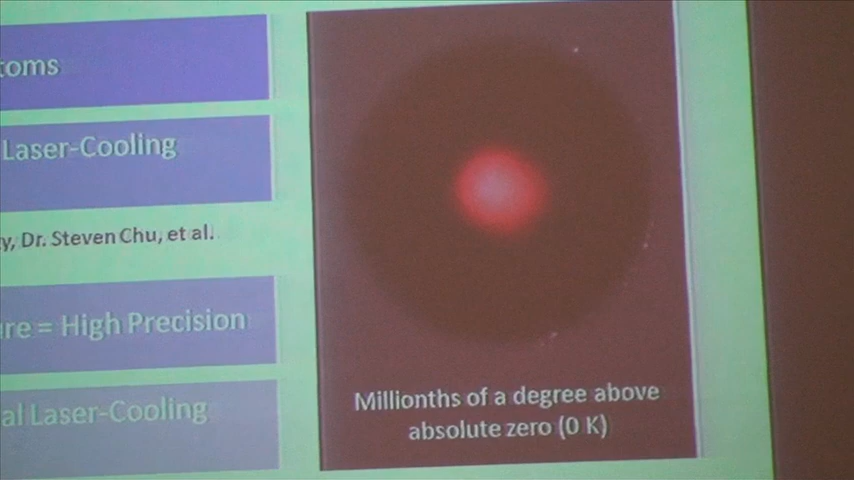 toms
Laser-Cooling
y, Dr. Steven Chu, et al.
ure = High Precision
al Laser-Cooling
Millionths of a degree above
absolute zero (0 K)